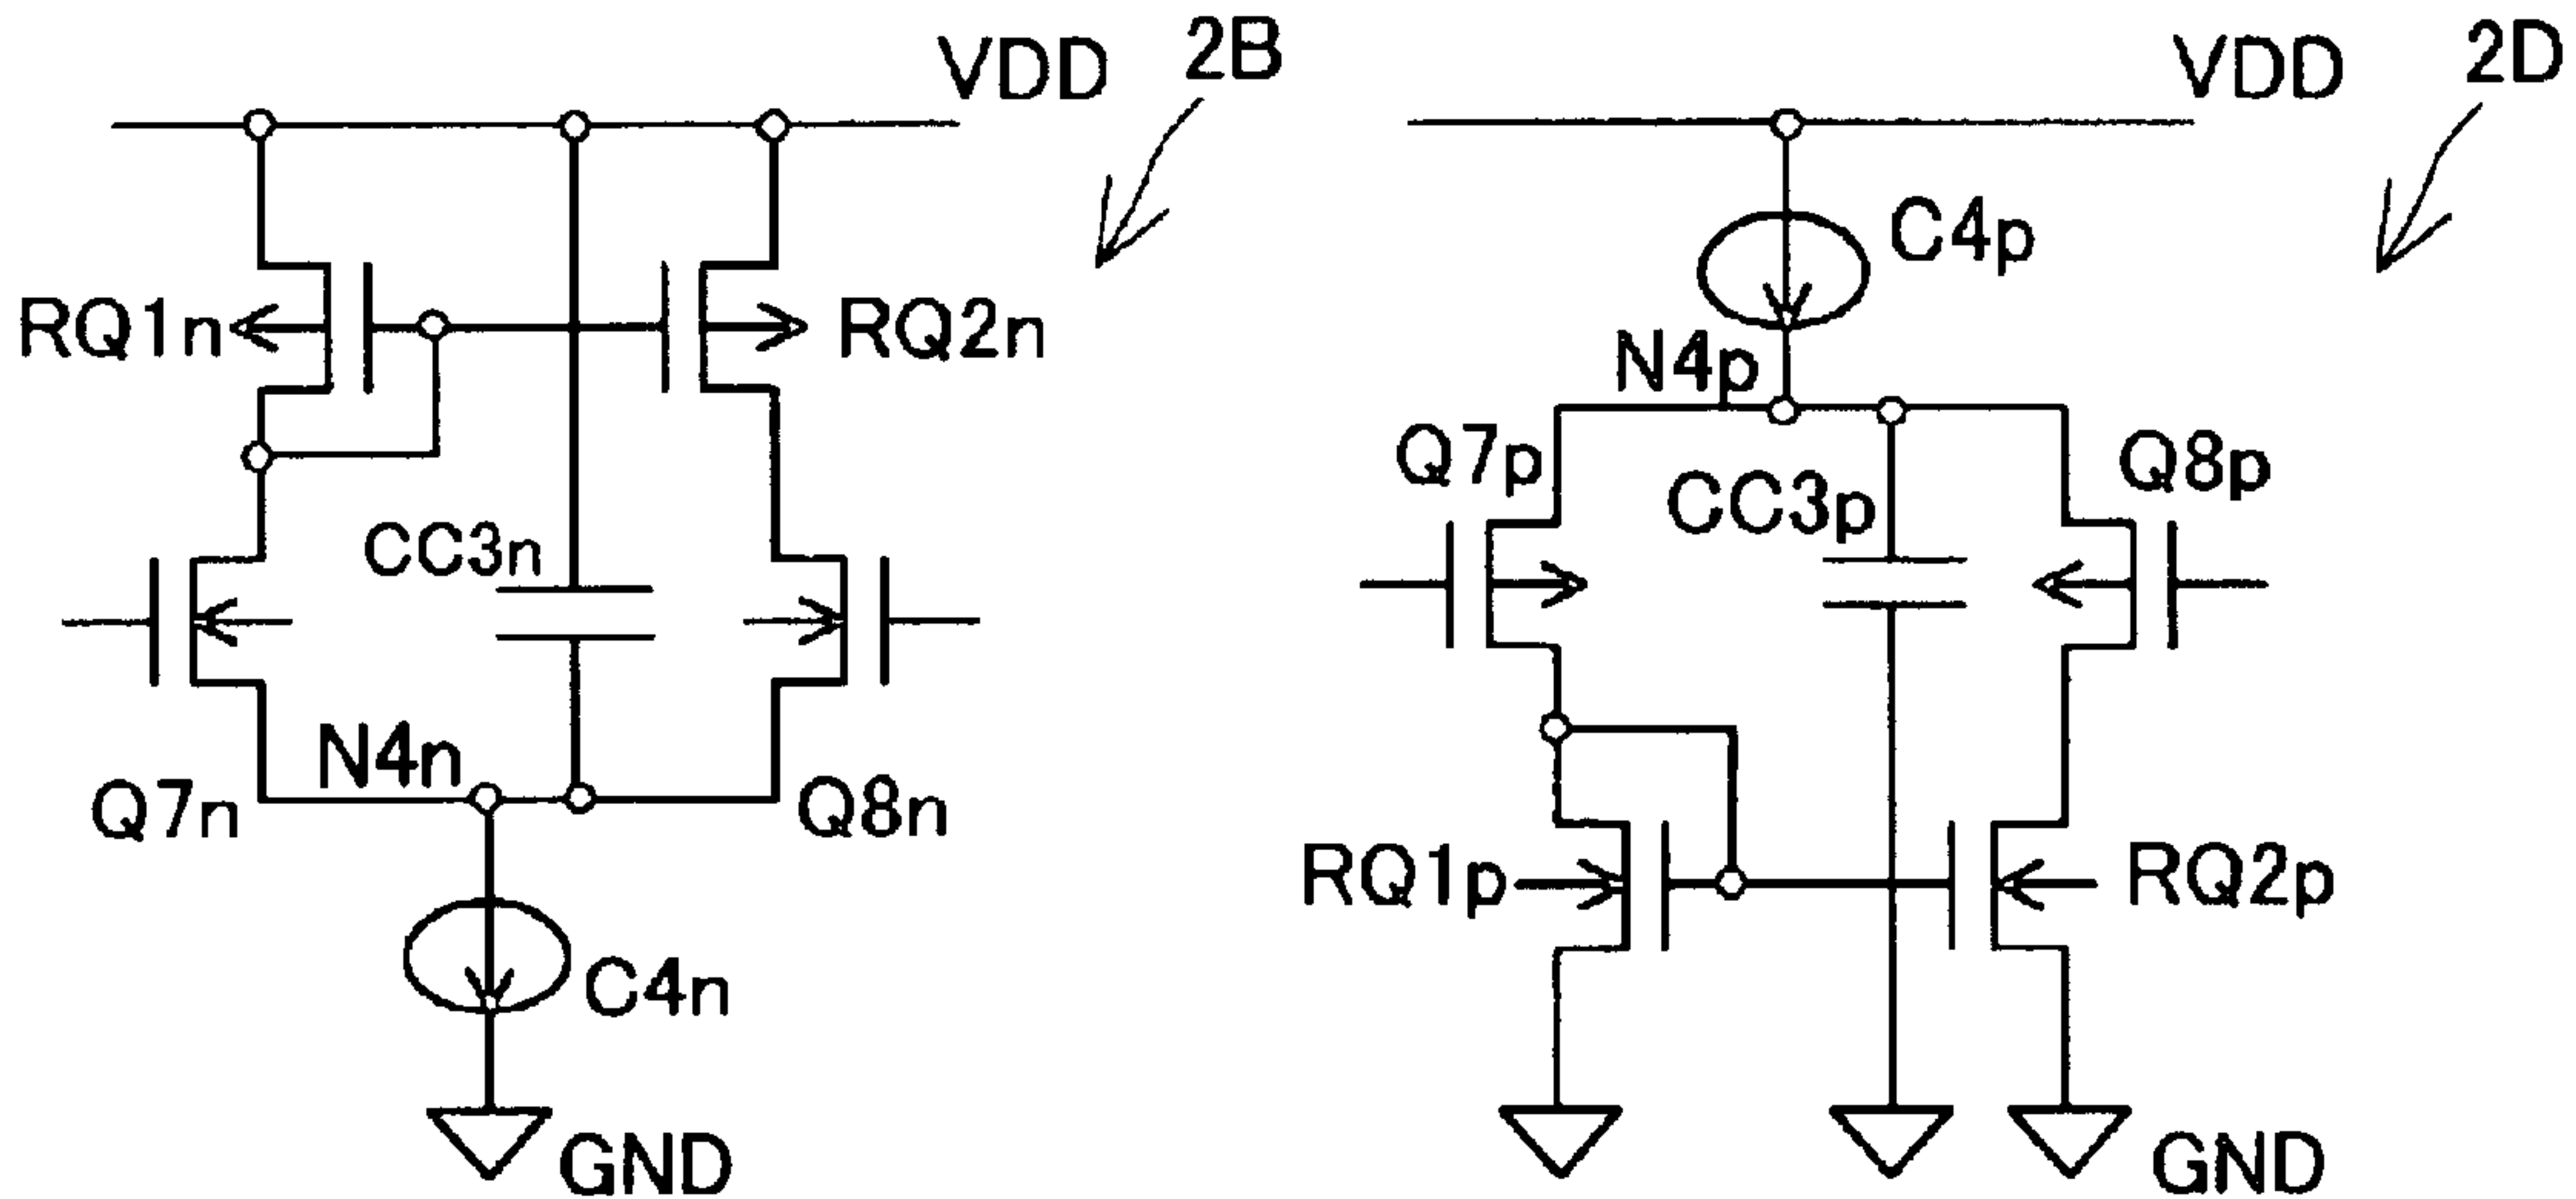 VDD 2B
RQ1n RQ2n
CC3n
N4n
Q7n Q8n
C4n
GND
VDD 2D
C4p
N4p
Q7p Q8p
CC3p
RQ1p RQ2p
GND